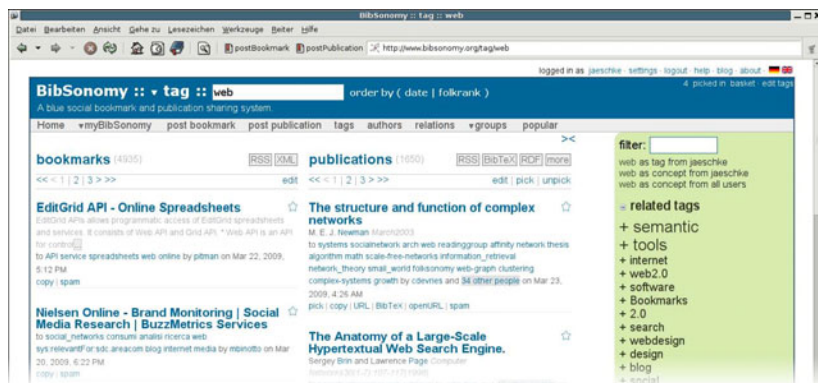 BibSonomy :: tag :: web
Datei Bearbeiten Ansicht Gehe zu Lesezeichen Werkzeuge Beiter Hilfe
postBookmark postPublication http://www.bibsonomy.org/tag/web
logged in as jaeschke · settings · logout · help · blog · about ·
BibSonomy :: tag :: web order by ( date | folkrank )
4 picked in basket · edit tags
A blue social bookmark and publication sharing system.
Home myBibSonomy post bookmark post publication tags authors relations groups popular
><
bookmarks (4935) RSS XML
<< < 1 | 2 | 3 > >> edit
EditGrid API - Online Spreadsheets
EditGrid APIs allows programmatic access of EditGrid spreadsheets
and services. It consists of Web API and Grid API. * Web API is an API
for control
to API service spreadsheets web online by pitman on Mar 22, 2009,
5:12 PM
copy | spam
Nielsen Online - Brand Monitoring | Social
Media Research | BuzzMetrics Services
to social_networks consumi analisi ricerca web
sys:relevantFor:sdc areacom blog internet media by mbinotto on Mar
20, 2009, 6:22 PM
copy | spam
publications (1650) RSS BibTeX RDF more
<< < 1 | 2 | 3 > >> edit | pick | unpick
The structure and function of complex
networks
M. E. J. Newman March2003
to systems socialnetwork arch web readinggroup affinity network thesis
algorithm math scale-free-networks information_retrieval
network_theory small_world folksonomy web-graph clustering
complex-systems growth by cdevries and 34 other people on Mar 23,
2009, 4:26 AM
pick | copy | URL | BibTeX | openURL | spam
The Anatomy of a Large-Scale
Hypertextual Web Search Engine.
Sergey Brin and Lawrence Page Computer
filter:
web as tag from jaeschke
web as concept from jaeschke
web as concept from all users
related tags
+ semantic
+ tools
+ internet
+ web2.0
+ software
+ Bookmarks
+ 2.0
+ search
+ webdesign
+ design
+ blog
+ social